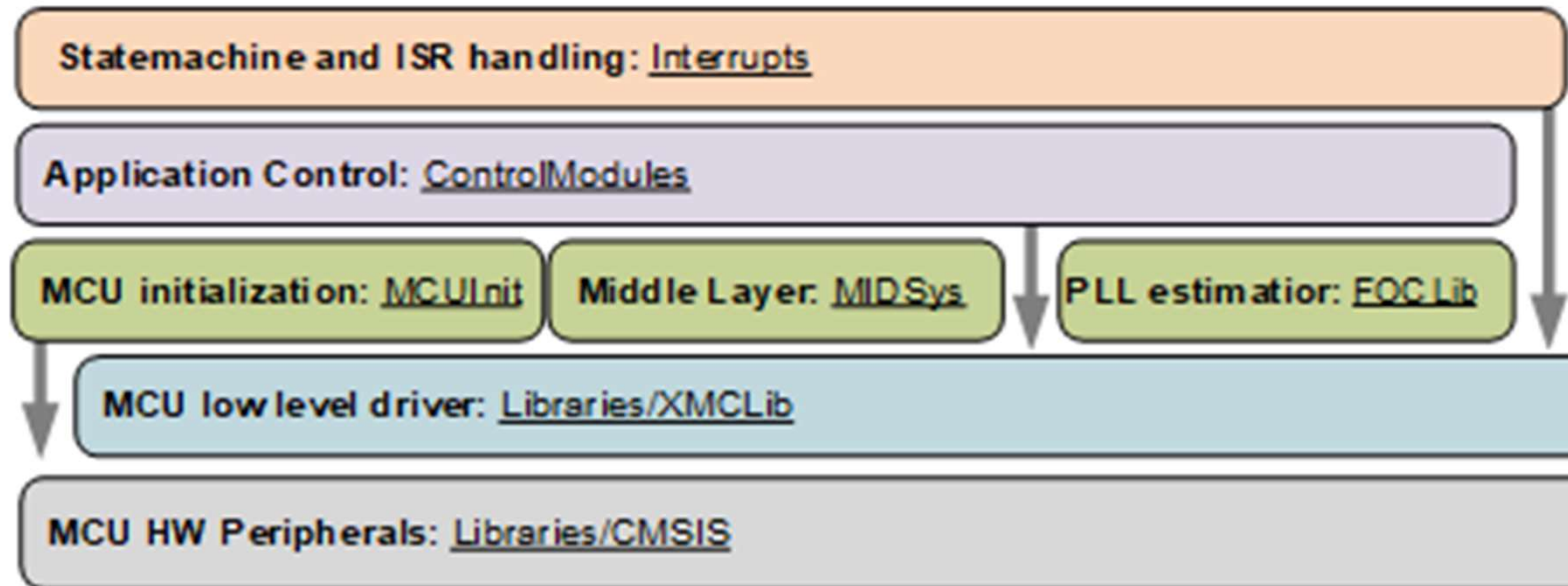 Statemachine and ISR handling: Interrupts
Application Control: ControlModules
MCU initialization: MCUInit
Middle Layer: MIDSys
PLL estimatior: FOCLib
MCU low level driver: Libraries/XMCLib
MCU HW Peripherals: Libraries/CMSIS